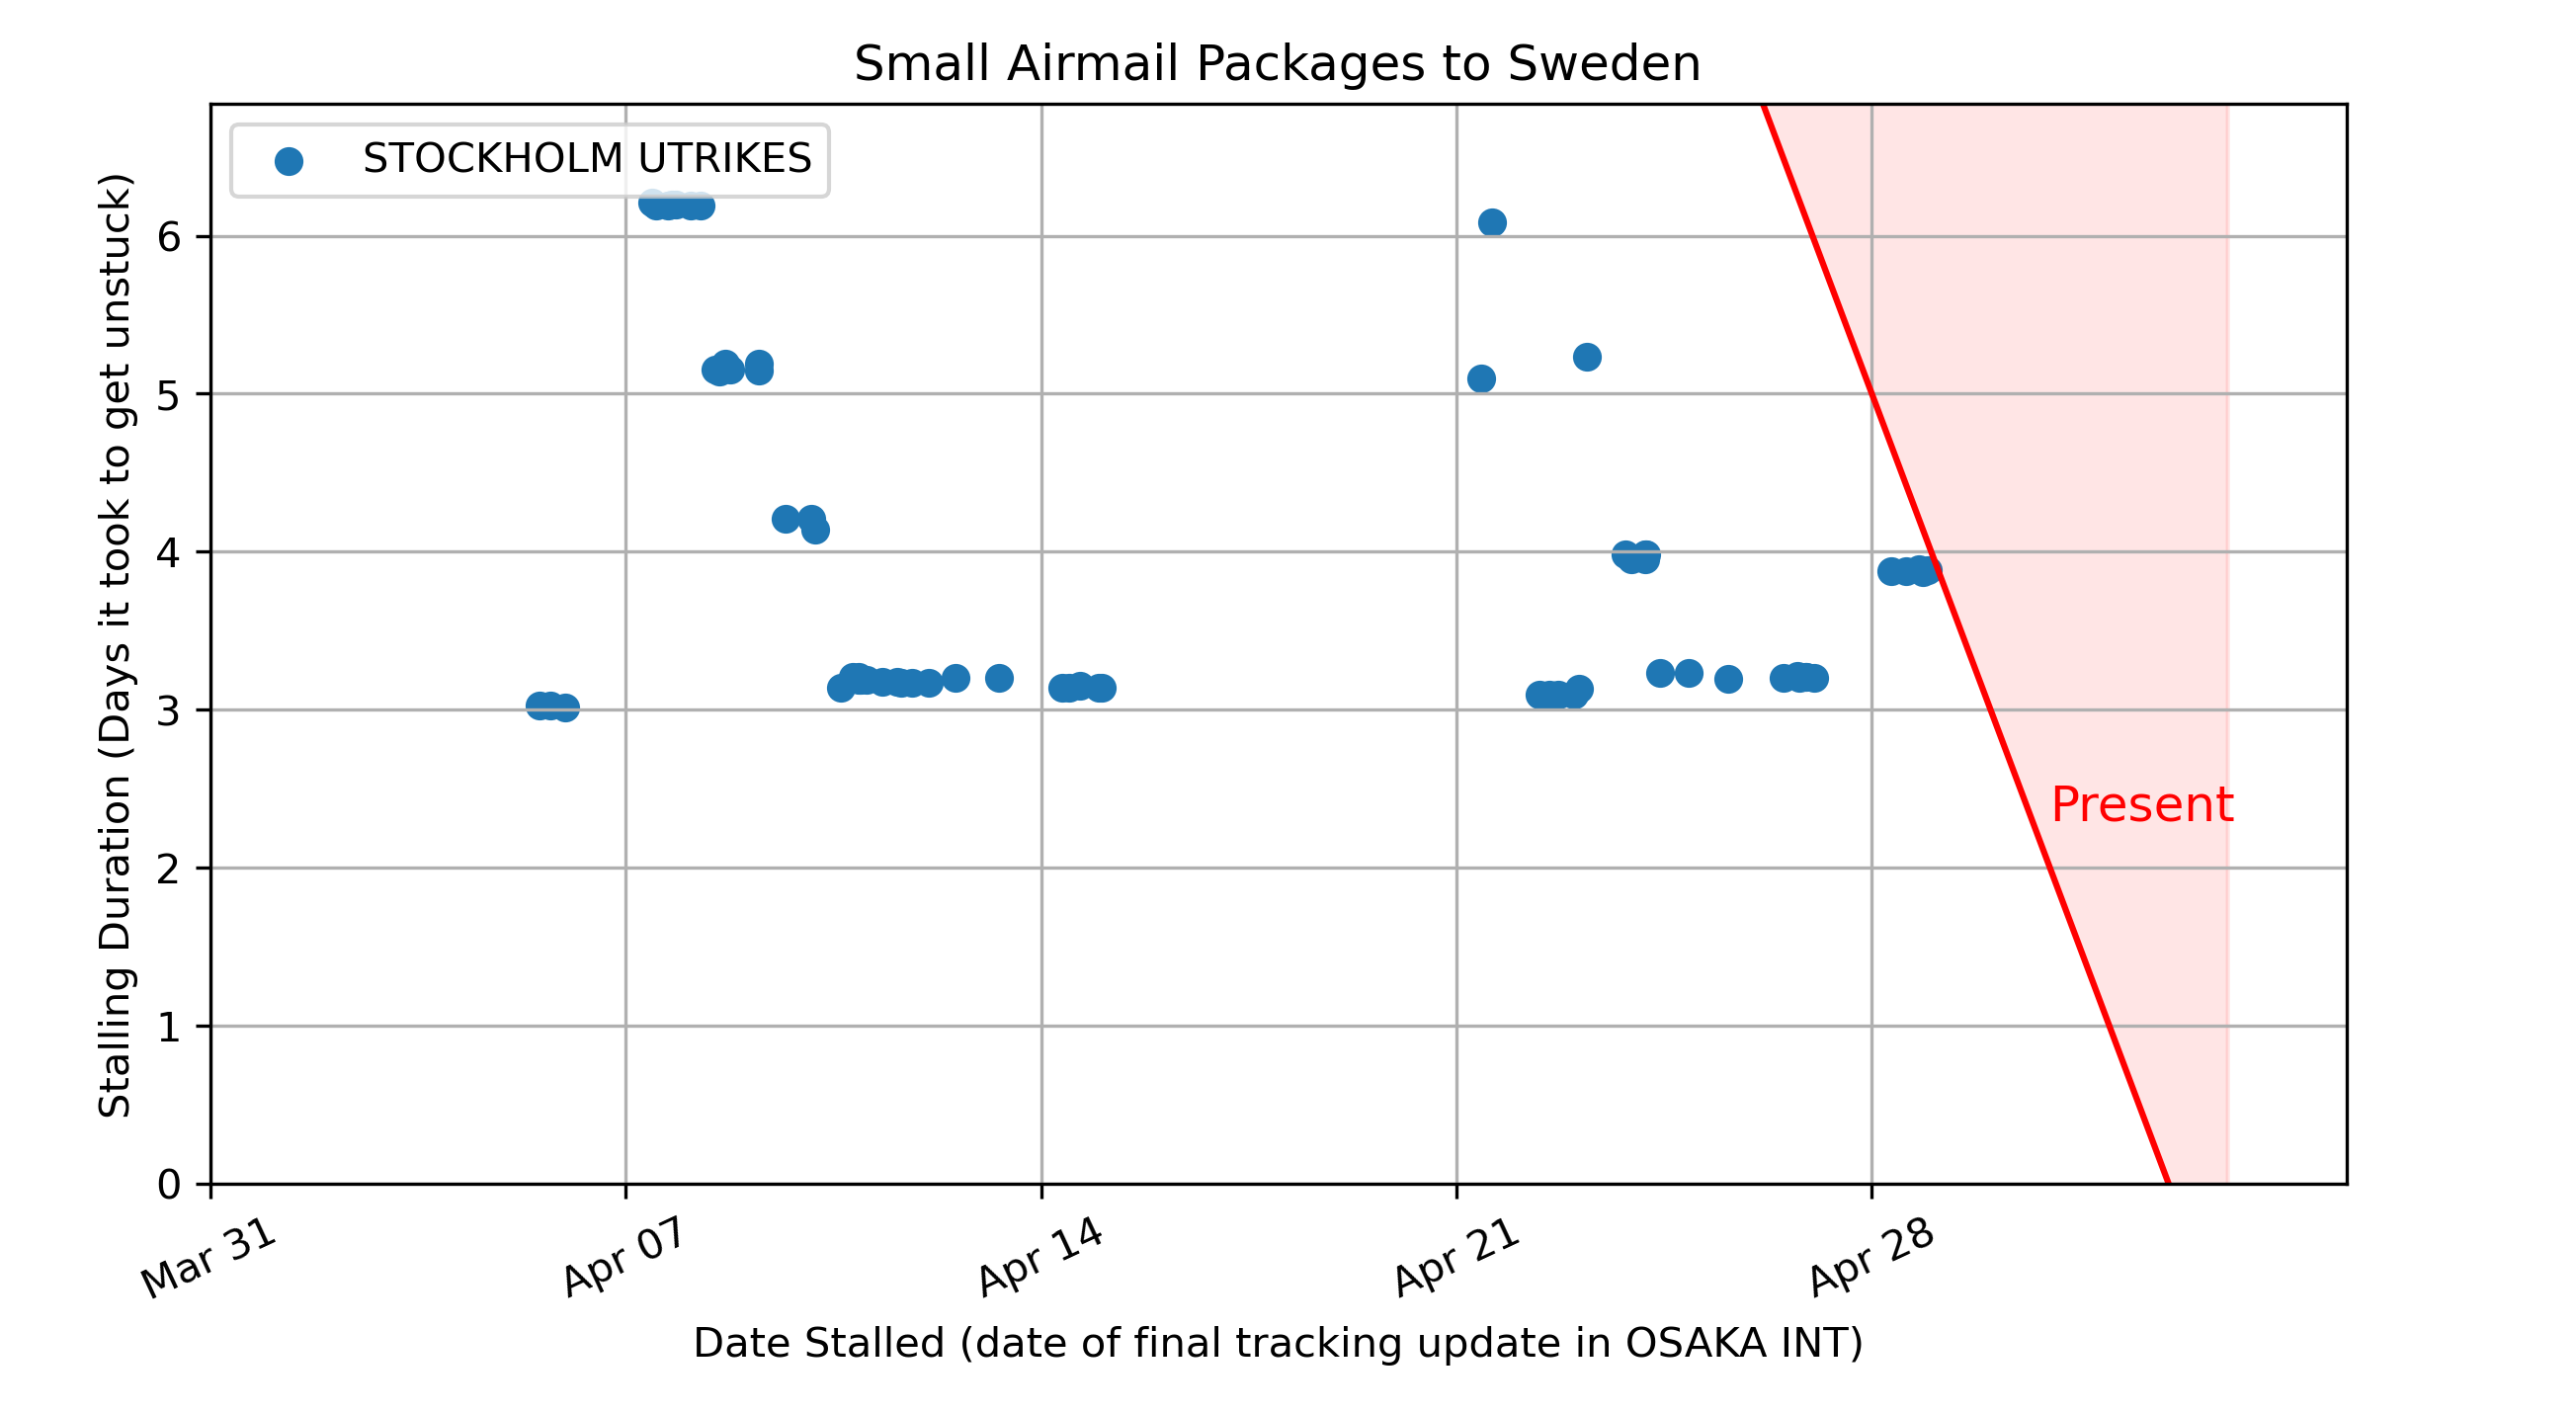 Small Airmail Packages to Sweden
STOCKHOLM UTRIKES
Stalling Duration (Days it took to get unstuck)
6
5
4
3
2
1
0
Present
Mar 31
Apr 07
Apr 14
Apr 21
Apr 28
Date Stalled (date of final tracking update in OSAKA INT)